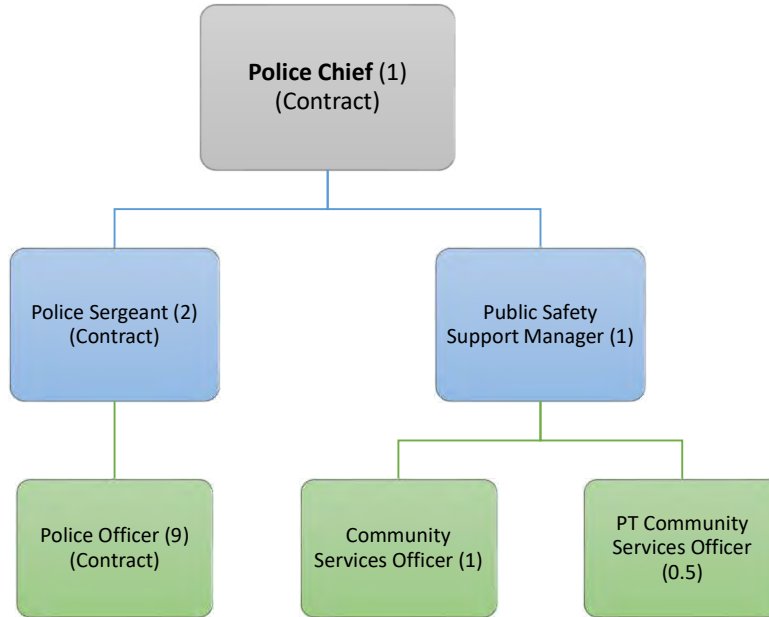 Police Chief (1)
(Contract)
Police Sergeant (2)
(Contract)
Public Safety
Support Manager (1)
Police Officer (9)
(Contract)
Community
Services Officer (1)
PT Community
Services Officer
(0.5)